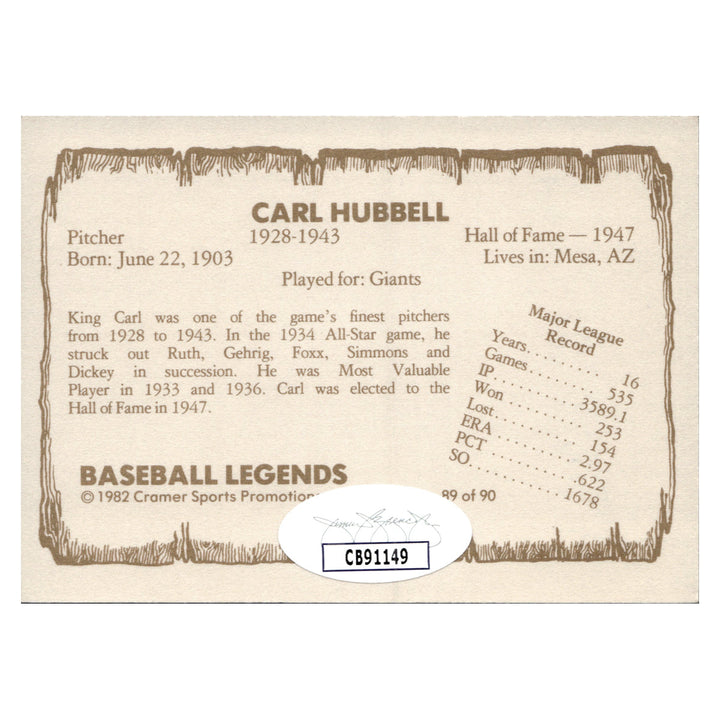 CARL HUBBELL
Pitcher 1928-1943 Hall of Fame — 1947
Born: June 22, 1903 Lives in: Mesa, AZ
Played for: Giants
King Carl was one of the game's finest pitchers
from 1928 to 1943. In the 1934 All-Star game, he
struck out Ruth, Gehrig, Foxx, Simmons and
Dickey in succession. He was Most Valuable
Player in 1933 and 1936. Carl was elected to the
Hall of Fame in 1947.
Major League
Record
Years. . . . . . . . . . 16
Games. . . . . . . . . 535
IP . . . . . . . . . . 3589.1
Won . . . . . . . . . . 253
Lost. . . . . . . . . . . 154
ERA . . . . . . . . . . 2.97
PCT . . . . . . . . . . .622
SO. . . . . . . . . . . 1678
BASEBALL LEGENDS
© 1982 Cramer Sports Promotion 89 of 90
CB91149